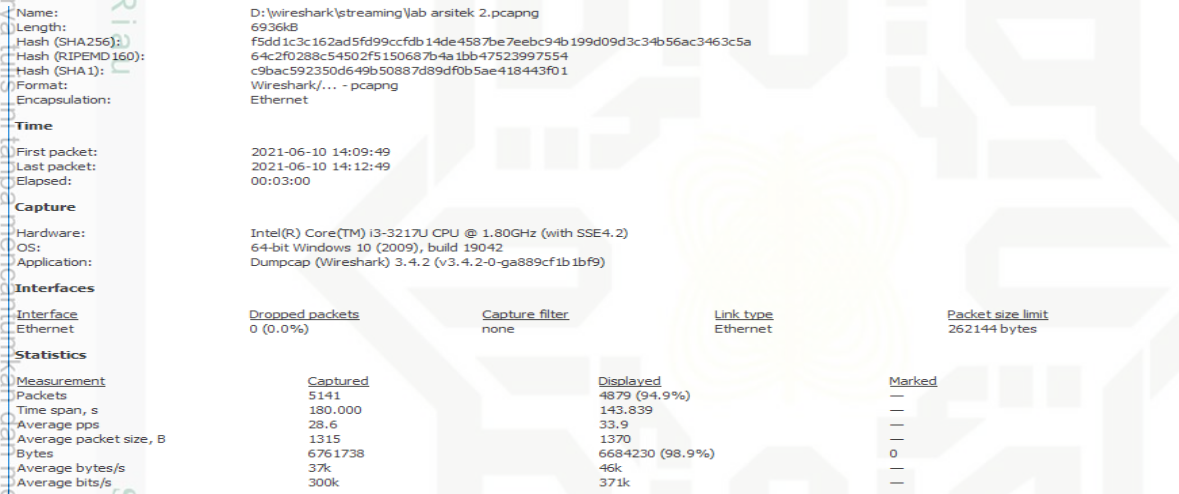 Name: D:\wireshark\streaming\lab arsitek 2.pcapng
Length: 6936kB
Hash (SHA256): f5dd1c3c162ad5fd99ccfdb14de4587be7eebc94b199d09d3c34b56ac3463c5a
Hash (RIPEMD160): 64c2f0288c54502f5150687b4a1bb47523997554
Hash (SHA1): c9bac592350d649b50887d89df0b5ae418443f01
Format: Wireshark/... - pcapng
Encapsulation: Ethernet
Time
First packet: 2021-06-10 14:09:49
Last packet: 2021-06-10 14:12:49
Elapsed: 00:03:00
Capture
Hardware: Intel(R) Core(TM) i3-3217U CPU @ 1.80GHz (with SSE4.2)
OS: 64-bit Windows 10 (2009), build 19042
Application: Dumpcap (Wireshark) 3.4.2 (v3.4.2-0-ga889cf1b1bf9)
Interfaces
Interface Dropped packets Capture filter Link type Packet size limit
Ethernet 0 (0.0%) none Ethernet 262144 bytes
Statistics
Measurement Captured Displayed Marked
Packets 5141 4879 (94.9%) —
Time span, s 180.000 143.839 —
Average pps 28.6 33.9 —
Average packet size, B 1315 1370 —
Bytes 6761738 6684230 (98.9%) 0
Average bytes/s 37k 46k —
Average bits/s 300k 371k —
tulis ini tanpa mencantumkan dan
Riau